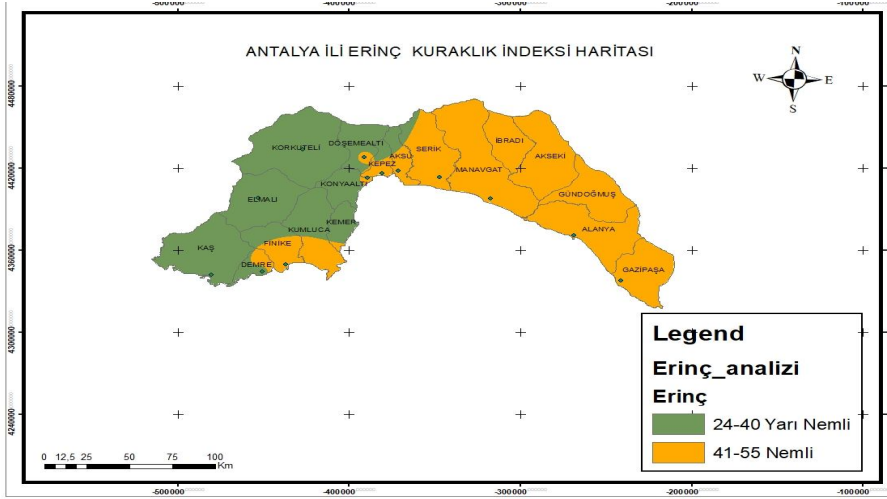 -500000 -400000 -300000 -200000 -100000
ANTALYA İLİ ERİNÇ KURAKLIK İNDEKSİ HARİTASI
N
W E
S
4480000
4420000
4360000
4300000
4240000
KORKUTELİ
DÖŞEMEALTI
KEPEZ
AKSU
SERİK
MANAVGAT
İBRADI
AKSEKİ
GÜNDOĞMUŞ
ALANYA
GAZİPAŞA
KONYAALTI
ELMALI
KEMER
KUMLUCA
FİNİKE
KAŞ
DEMRE
Legend
Erinç_analizi
Erinç
24-40 Yarı Nemli
41-55 Nemli
0 12,5 25 50 75 100
Km
-500000 -400000 -300000 -200000 -100000